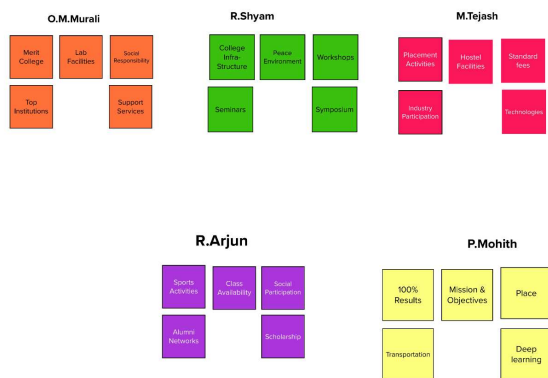 O.M.Murali
Merit
College
Lab
Facilities
Social
Responsibility
Top
Institutions
Support
Services
R.Shyam
College
Infra-
Structure
Peace
Environment
Workshops
Seminars
Symposium
M.Tejash
Placement
Activities
Hostel
Facilities
Standard
fees
Industry
Participation
Technologies
R.Arjun
Sports
Activities
Class
Availability
Social
Participation
Alumni
Networks
Scholarship
P.Mohith
100%
Results
Mission &
Objectives
Place
Transportation
Deep
learning